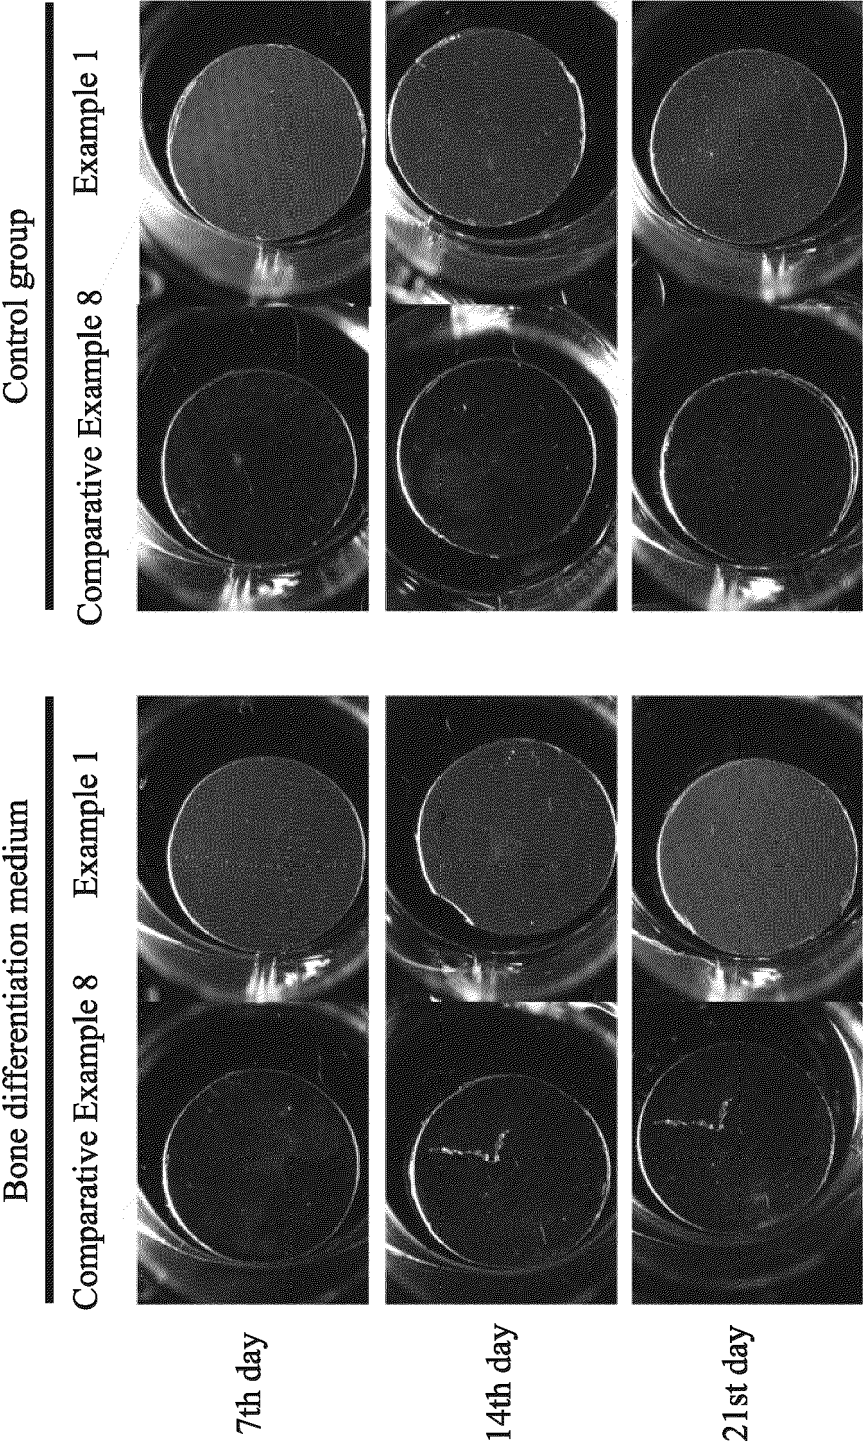 Bone differentiation medium
Control group
Comparative Example 8
Example 1
Comparative Example 8
Example 1
7th day
14th day
21st day